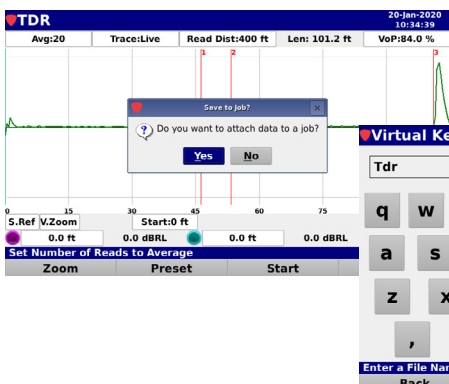 TDR
20-Jan-2020
10:34:39
Avg:20 Trace:Live Read Dist:400 ft Len: 101.2 ft VoP:84.0 %
1 2 3
Save to Job?
Do you want to attach data to a job?
Yes No
0 15 30 45 60 75
S.Ref V.Zoom Start:0 ft
0.0 ft 0.0 dBRL 0.0 ft 0.0 dBRL
Set Number of Reads to Average
Zoom Preset Start
Virtual Ke
Tdr
q w
a s
z x
,
Enter a File Nar
Back